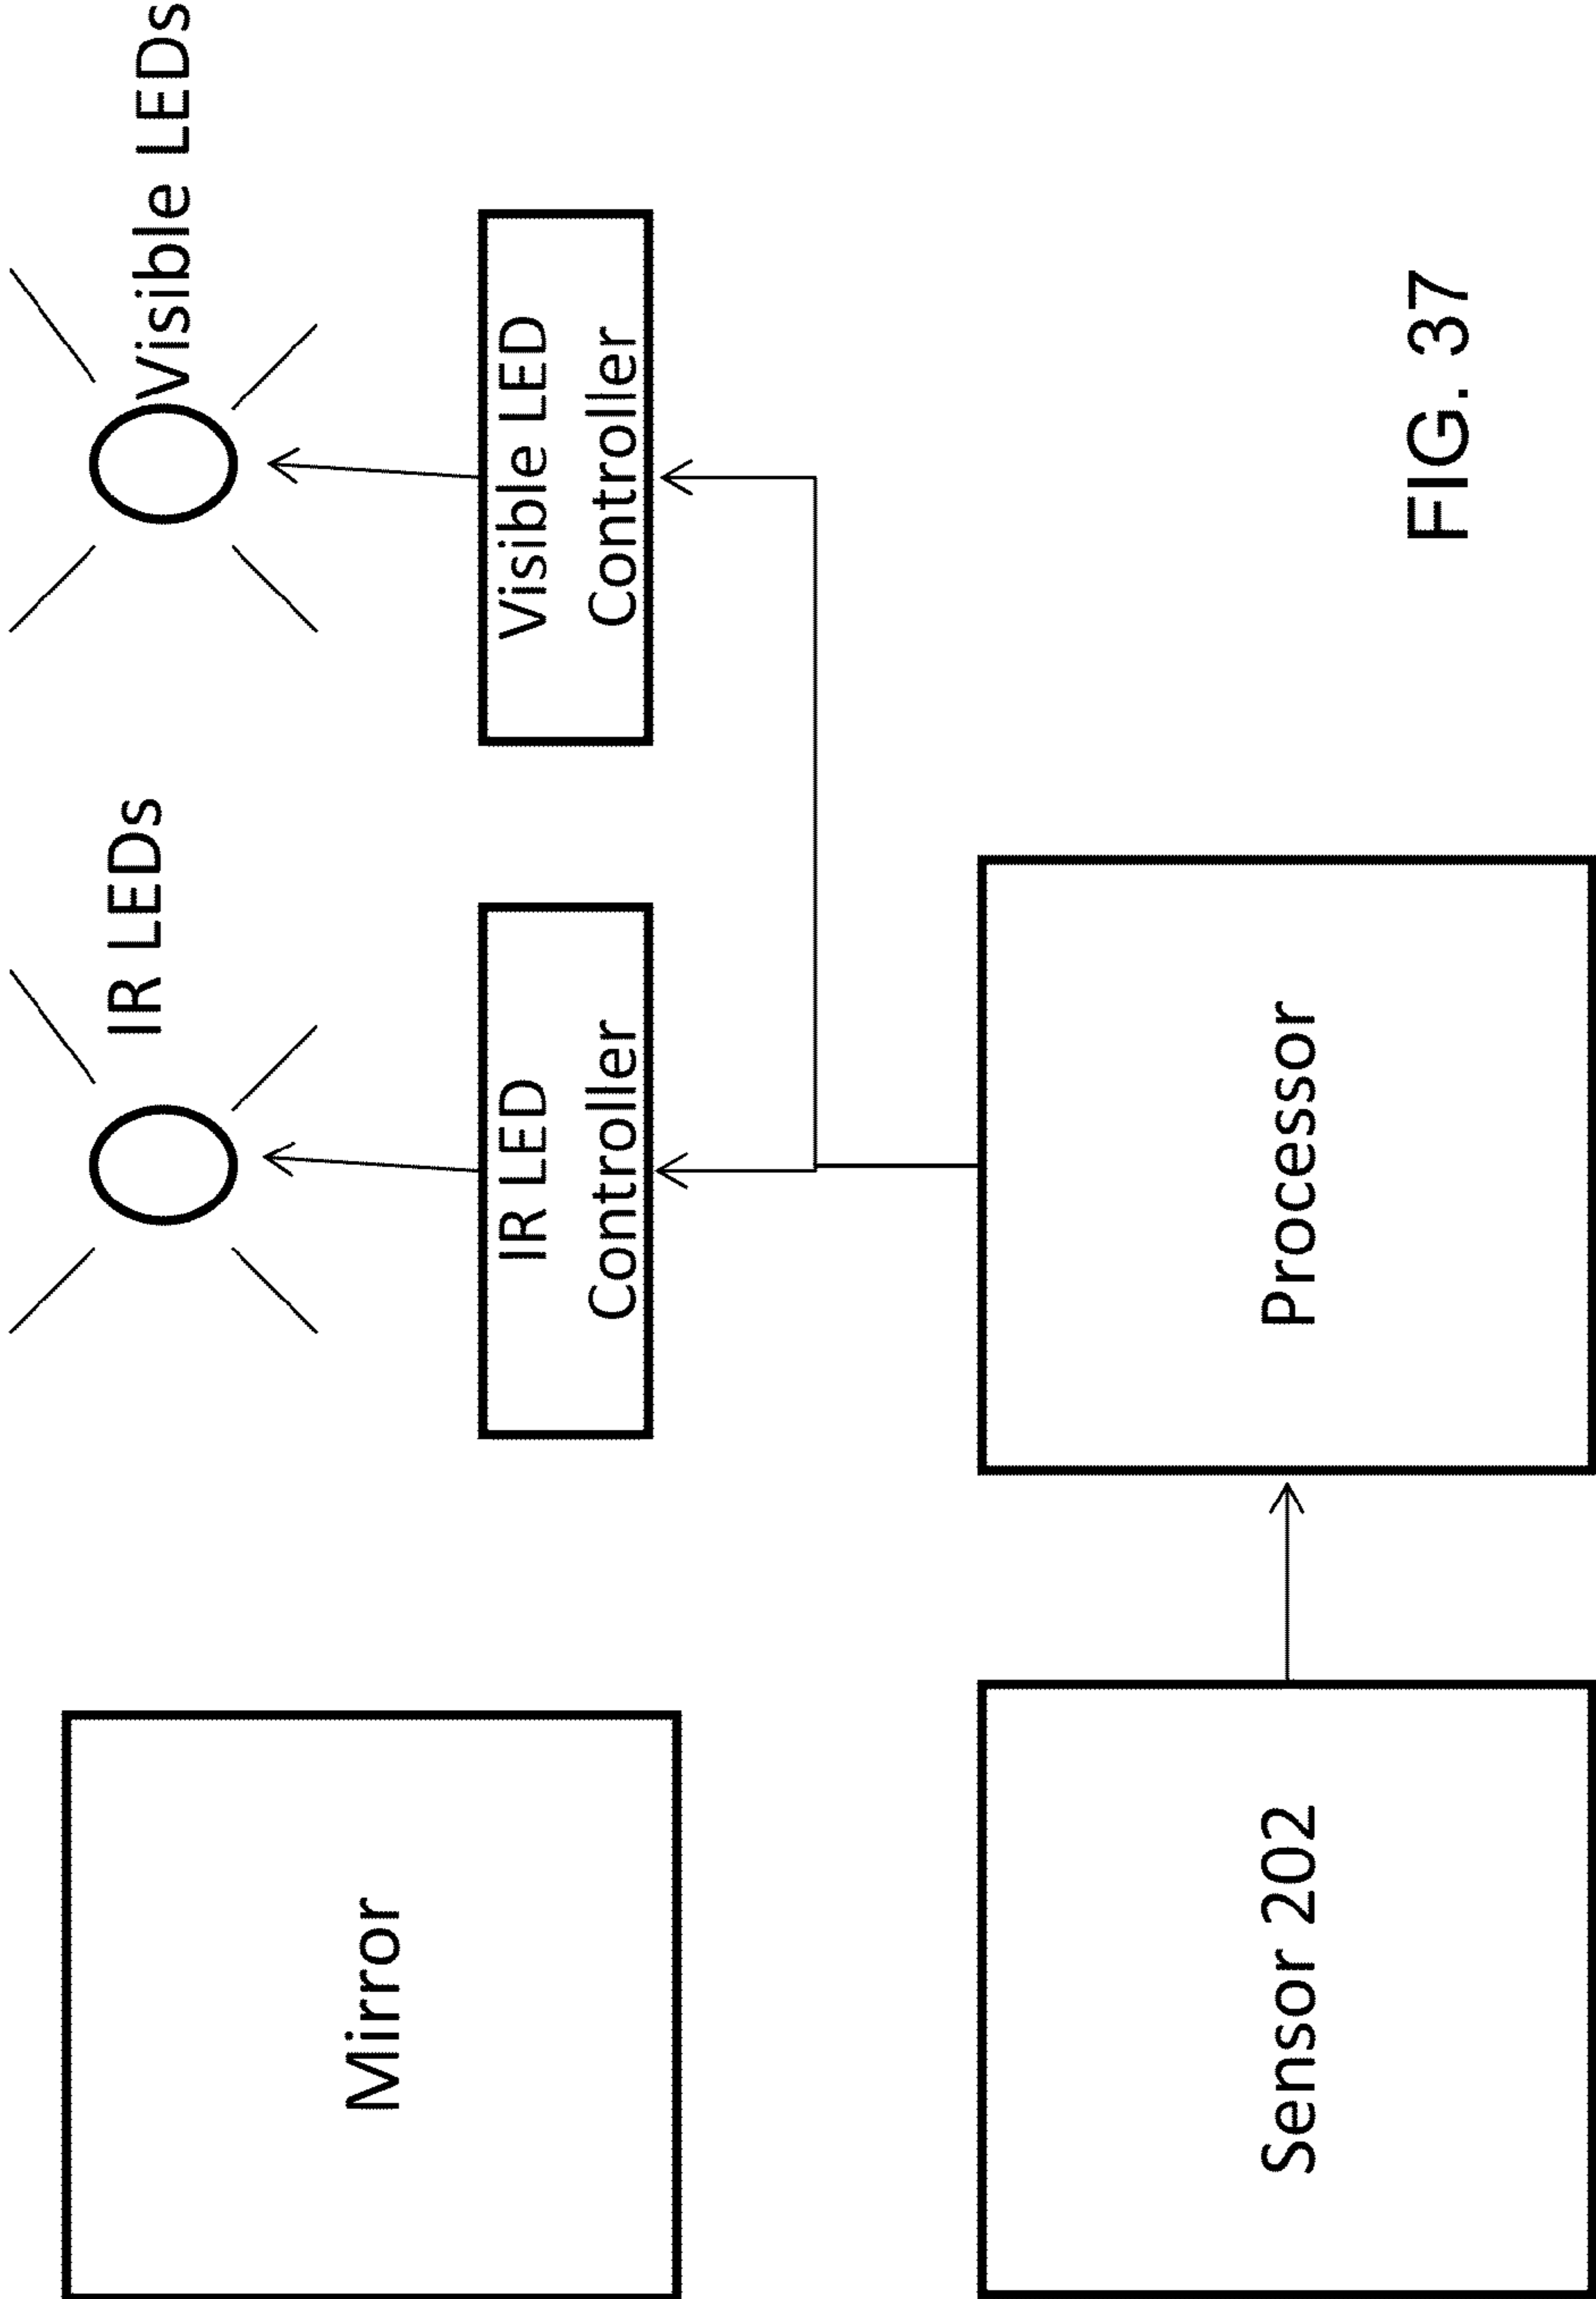 IR LEDs
Visible LEDs
Mirror
IR LED
Controller
Visible LED
Controller
Sensor 202
Processor
FIG. 37